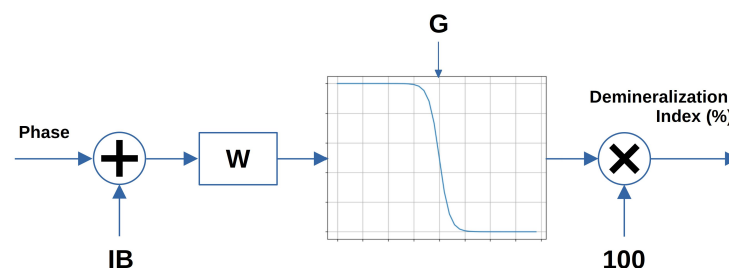 G
Demineralization
Index (%)
Phase
W
IB
100